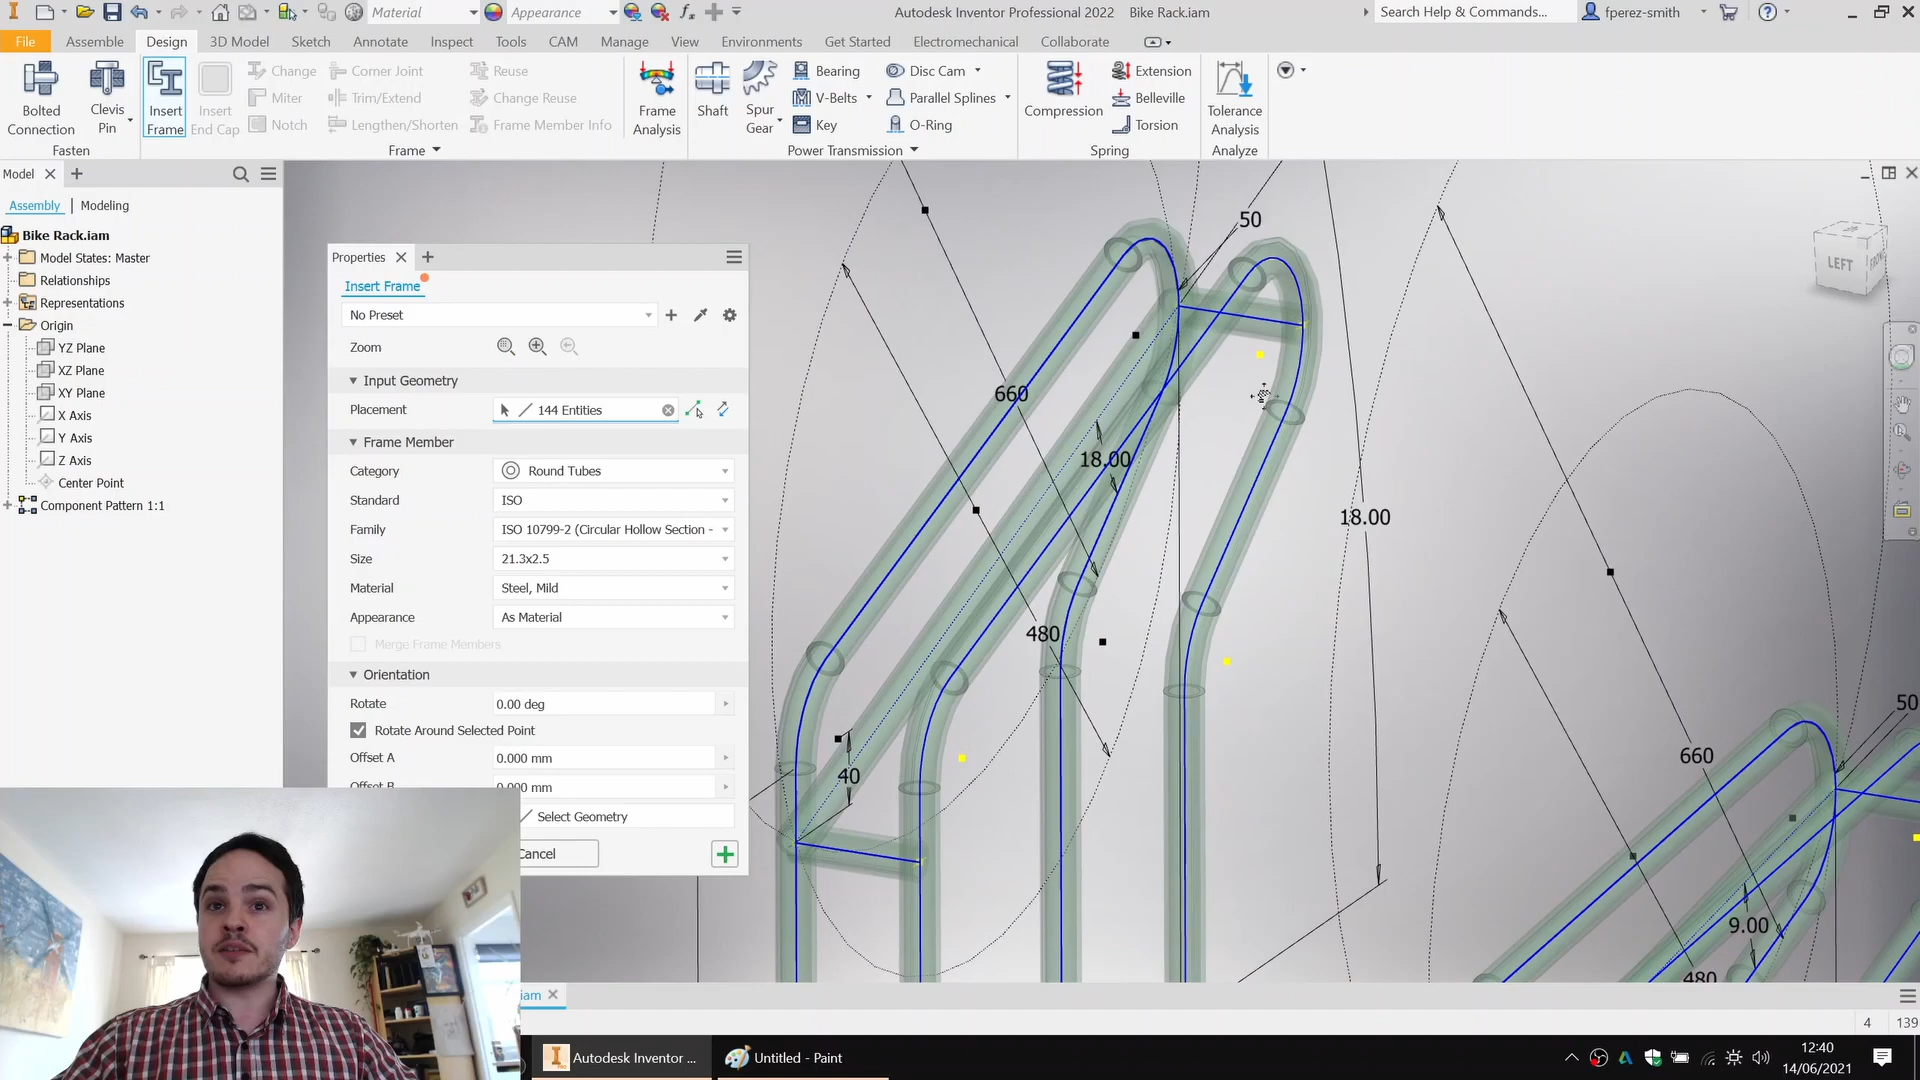 Material
Appearance
Autodesk Inventor Professional 2022 Bike Rack.iam
Search Help & Commands...
fperez-smith
File
Assemble
Design
3D Model
Sketch
Annotate
Inspect
Tools
CAM
Manage
View
Environments
Get Started
Electromechanical
Collaborate
Bolted Connection
Clevis Pin
Insert Frame
Insert End Cap
Change
Miter
Notch
Corner Joint
Trim/Extend
Lengthen/Shorten
Reuse
Change Reuse
Frame Member Info
Frame Analysis
Shaft
Spur Gear
Bearing
V-Belts
Key
Disc Cam
Parallel Splines
O-Ring
Compression
Extension
Belleville
Torsion
Tolerance Analysis
Fasten
Frame
Power Transmission
Spring
Analyze
Model
Assembly
Modeling
Bike Rack.iam
Model States: Master
Relationships
Representations
Origin
YZ Plane
XZ Plane
XY Plane
X Axis
Y Axis
Z Axis
Center Point
Component Pattern 1:1
Properties
Insert Frame
No Preset
Zoom
Input Geometry
Placement 144 Entities
Frame Member
Category Round Tubes
Standard ISO
Family ISO 10799-2 (Circular Hollow Section -
Size 21.3x2.5
Material Steel, Mild
Appearance As Material
Merge Frame Members
Orientation
Rotate 0.00 deg
Rotate Around Selected Point
Offset A 0.000 mm
Offset B 0.000 mm
Select Geometry
Cancel
50
660
18.00
18.00
480
40
50
660
9.00
480
LEFT
iam
4 139
Autodesk Inventor ...
Untitled - Paint
12:40
14/06/2021